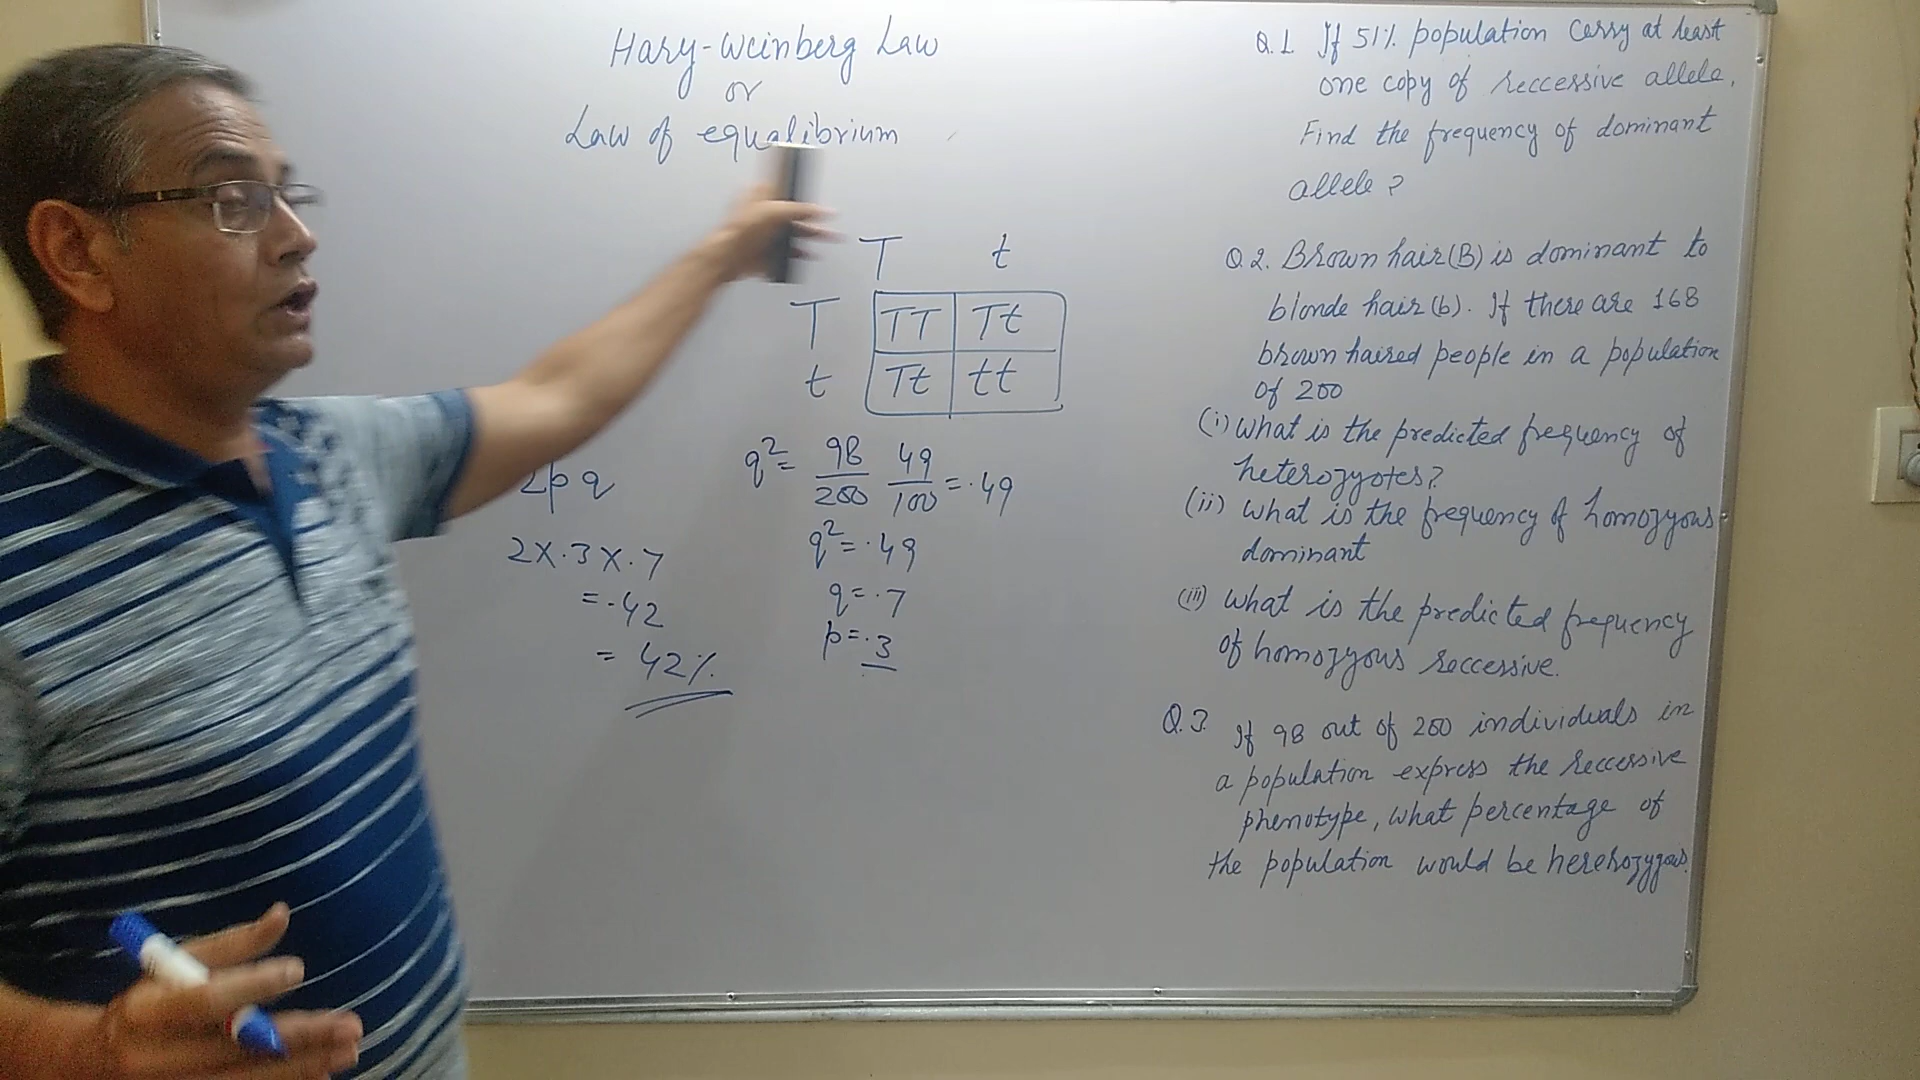 Hary-Weinberg Law
or
Law of equalibrium
T t
T TT Tt
t Tt tt
2pq
2x.3x.7
=.42
= 42%
q²= 98/200 49/100 =.49
q²=.49
q=.7
p=.3
Q.1. If 51% population carry at least
one copy of reccessive allele.
Find the frequency of dominant
allele?
Q.2. Brown hair(B) is dominant to
blonde hair(b). If there are 168
brown haired people in a population
of 200
(i) What is the predicted frequency of
heterozyotes?
(ii) What is the frequency of homozyous
dominant
(iii) What is the predicted frequency
of homozyous reccessive.
Q.3. If 98 out of 200 individuals in
a population express the reccessive
phenotype, what percentage of
the population would be hererozygous.